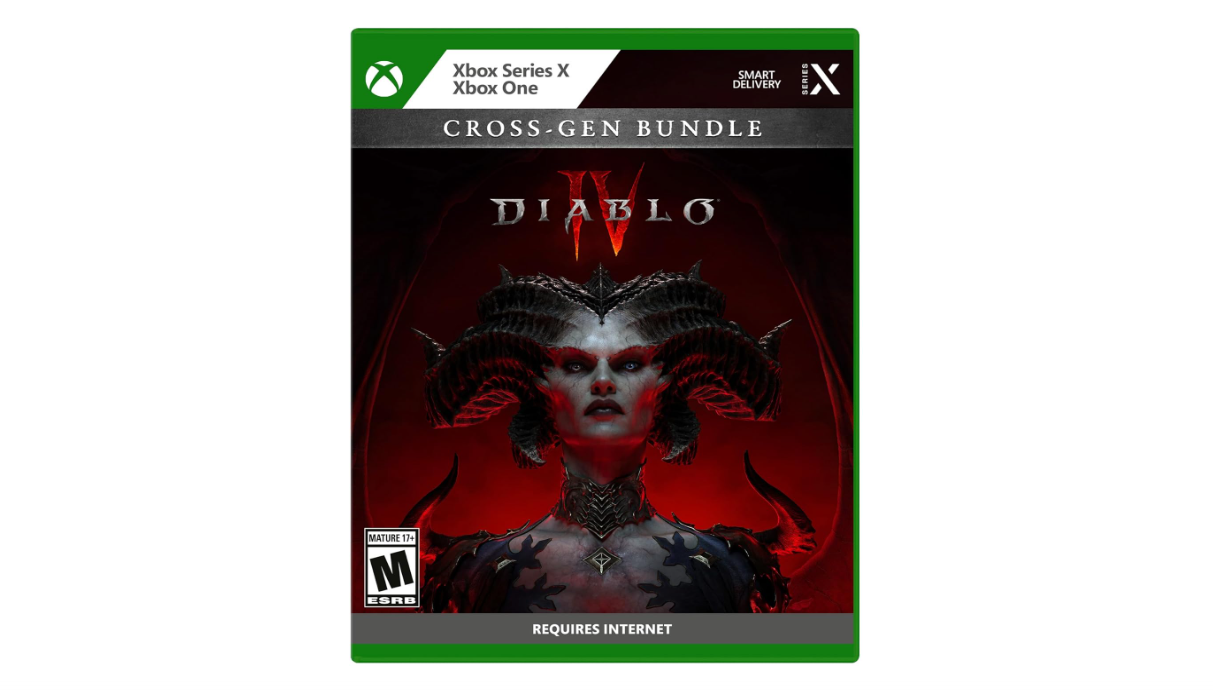 Xbox Series X
Xbox One
SMART
DELIVERY
SERIES
X
CROSS-GEN BUNDLE
DIABLO
IV
MATURE 17+
M
ESRB
REQUIRES INTERNET